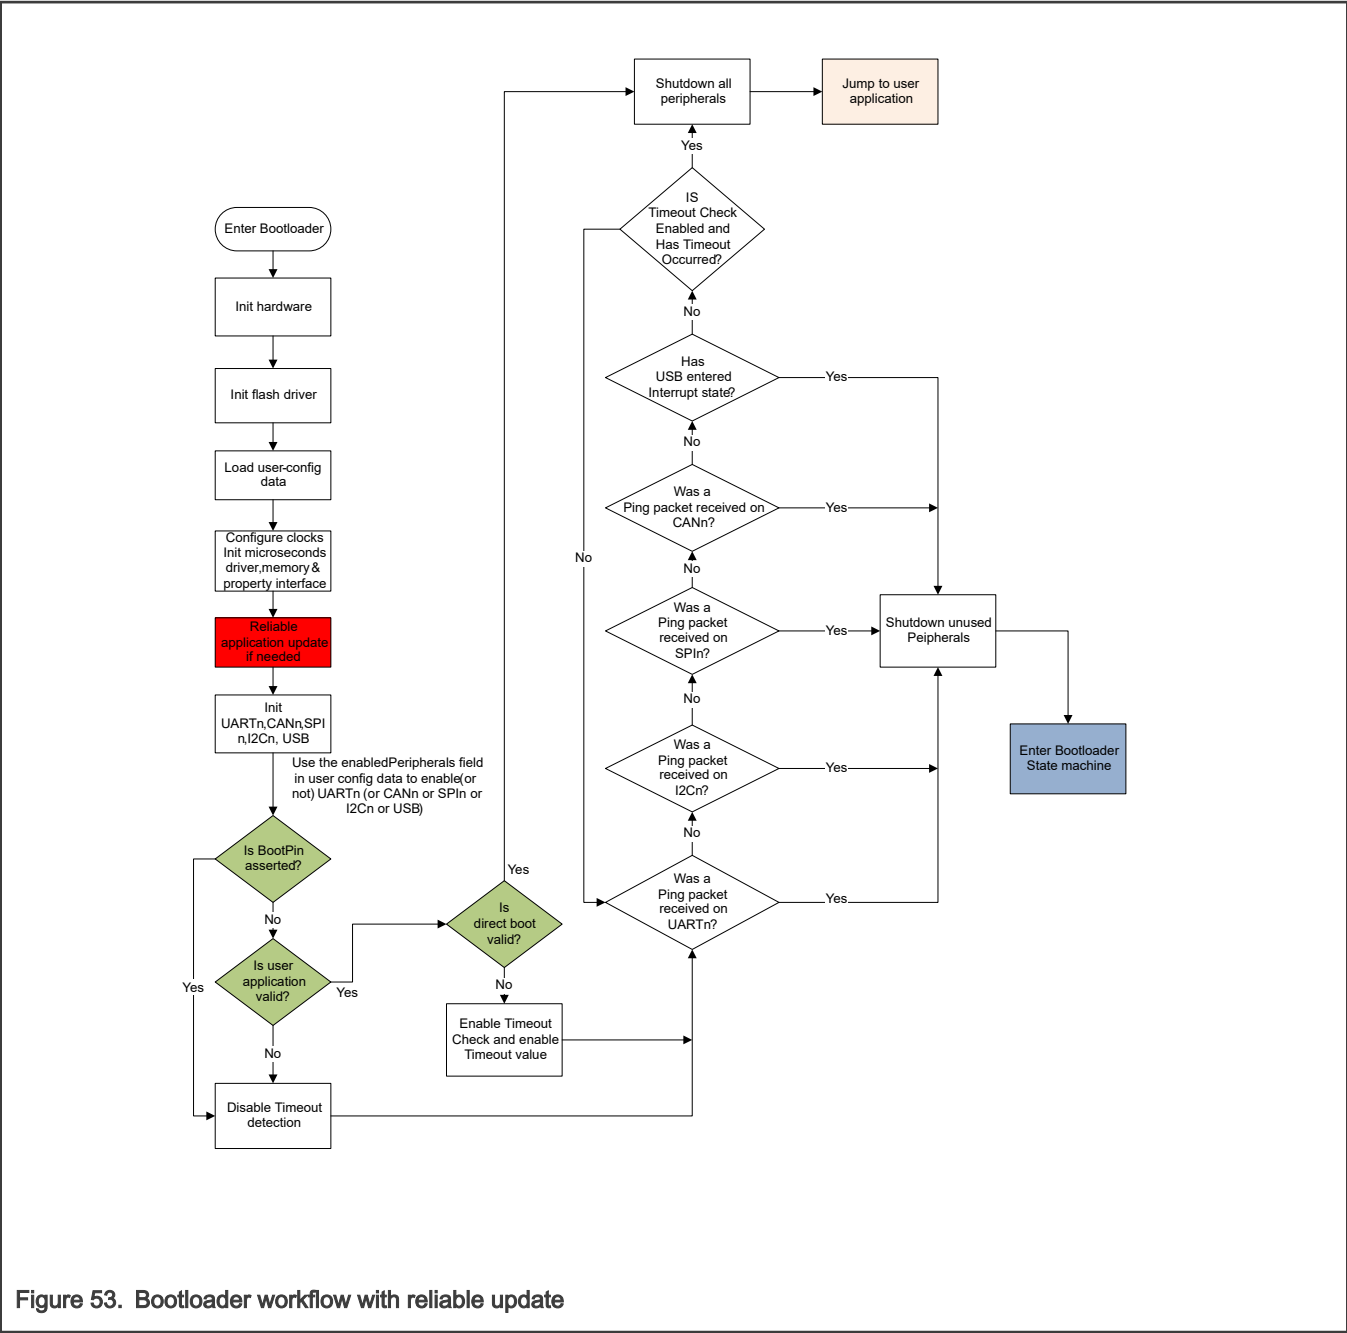 Shutdown all
peripherals
Jump to user
application
Yes
IS
Timeout Check
Enabled and
Has Timeout
Occurred?
Enter Bootloader
Init hardware
No
Has
USB entered
Interrupt state?
Yes
Init flash driver
No
Load user-config
data
Was a
Ping packet received on
CANn?
Yes
Configure clocks
Init microseconds
driver,memory &
property interface
No
No
Reliable
application update
if needed
Was a
Ping packet
received on
SPIn?
Yes
Shutdown unused
Peipherals
No
Init
UARTn,CANn,SPI
n,I2Cn, USB
Use the enabledPeripherals field
in user config data to enable(or
not) UARTn (or CANn or SPIn or
I2Cn or USB)
Was a
Ping packet
received on
I2Cn?
Yes
Enter Bootloader
State machine
No
Is BootPin
asserted?
Yes
Was a
Ping packet
received on
UARTn?
Yes
No
Is
direct boot
valid?
Is user
application
valid?
Yes
Yes
No
Enable Timeout
Check and enable
Timeout value
No
Disable Timeout
detection
Figure 53. Bootloader workflow with reliable update